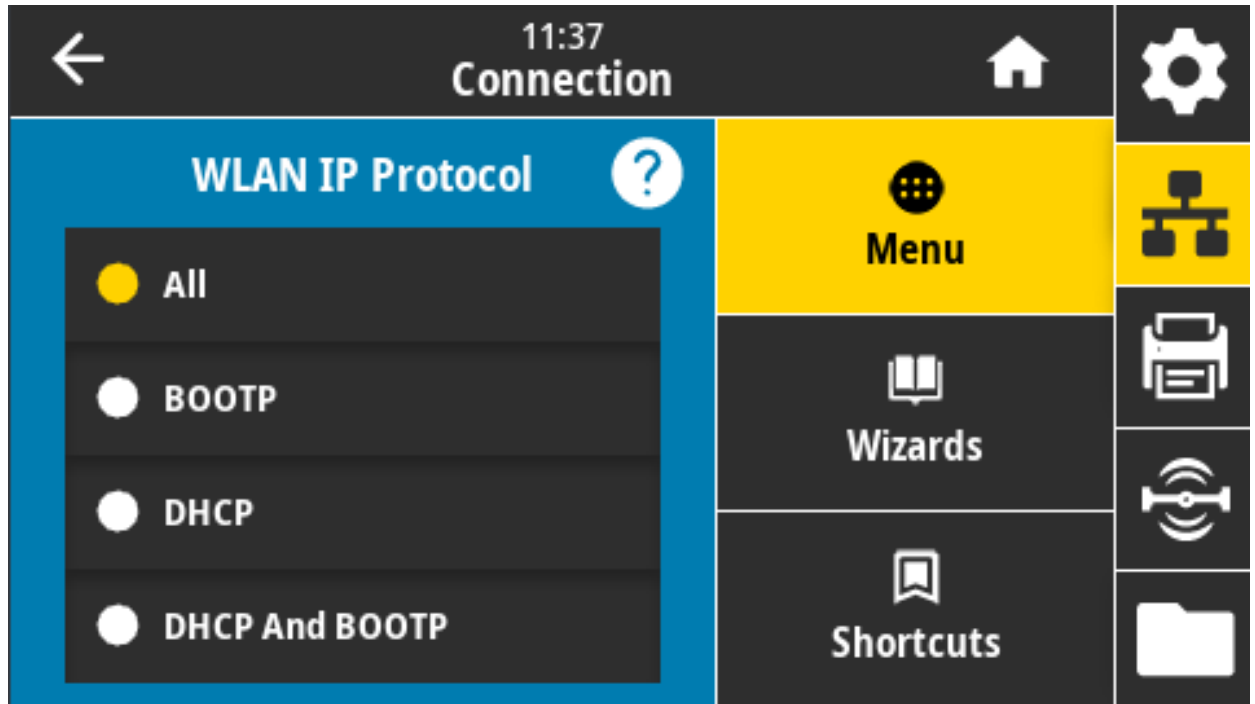 11:37
Connection
WLAN IP Protocol
?
All
BOOTP
DHCP
DHCP And BOOTP
Menu
Wizards
Shortcuts